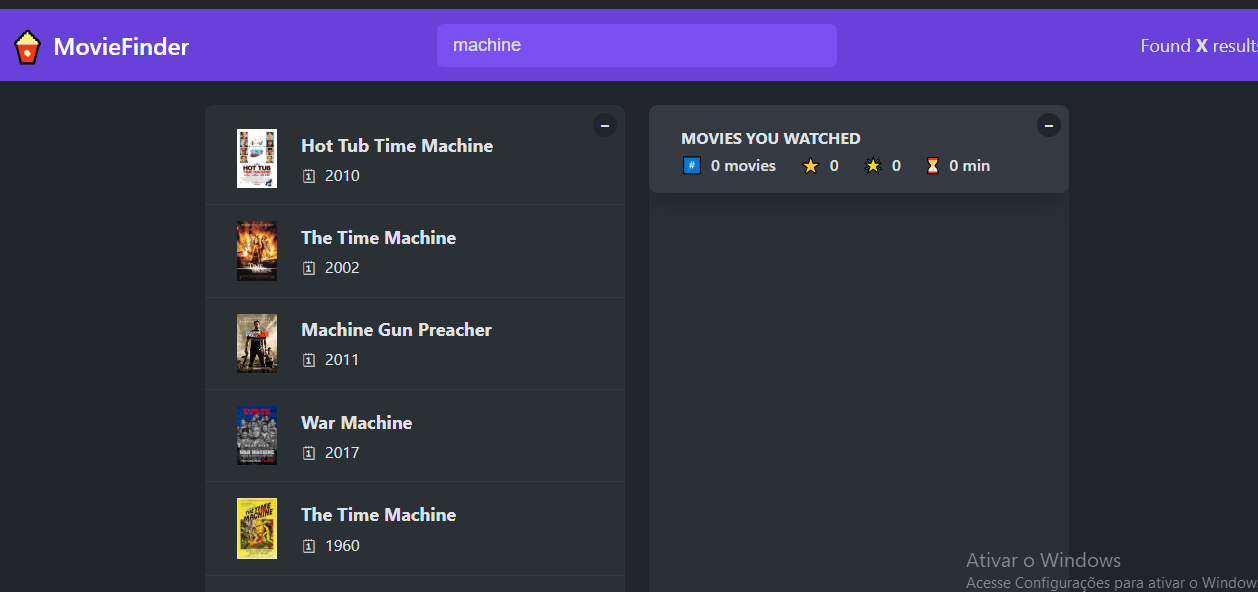 MovieFinder
machine
Found X results
Hot Tub Time Machine
2010
The Time Machine
2002
Machine Gun Preacher
2011
War Machine
2017
The Time Machine
1960
MOVIES YOU WATCHED
# 0 movies 0 0 0 min
Ativar o Windows
Acesse Configurações para ativar o Window